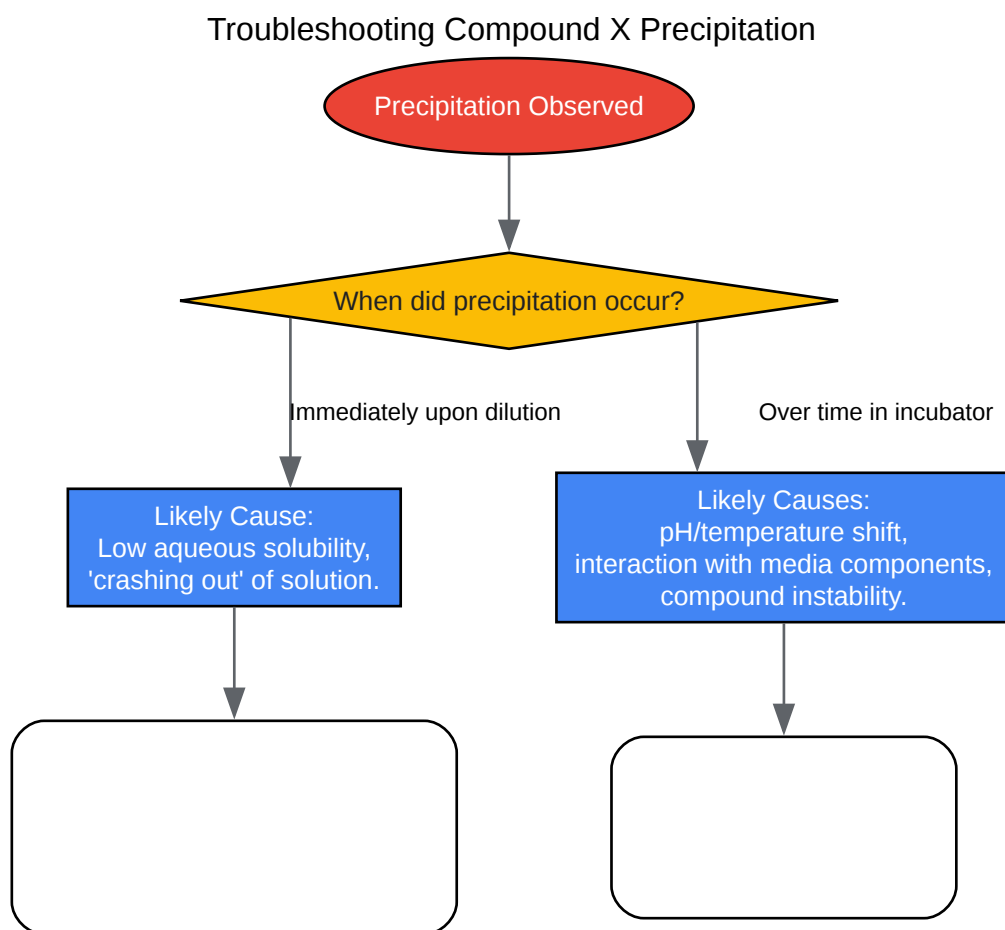 Troubleshooting Compound X Precipitation
Precipitation Observed
When did precipitation occur?
Immediately upon dilution
Over time in incubator
Likely Cause:
Low aqueous solubility,
'crashing out' of solution.
Likely Causes:
pH/temperature shift,
interaction with media components,
compound instability.